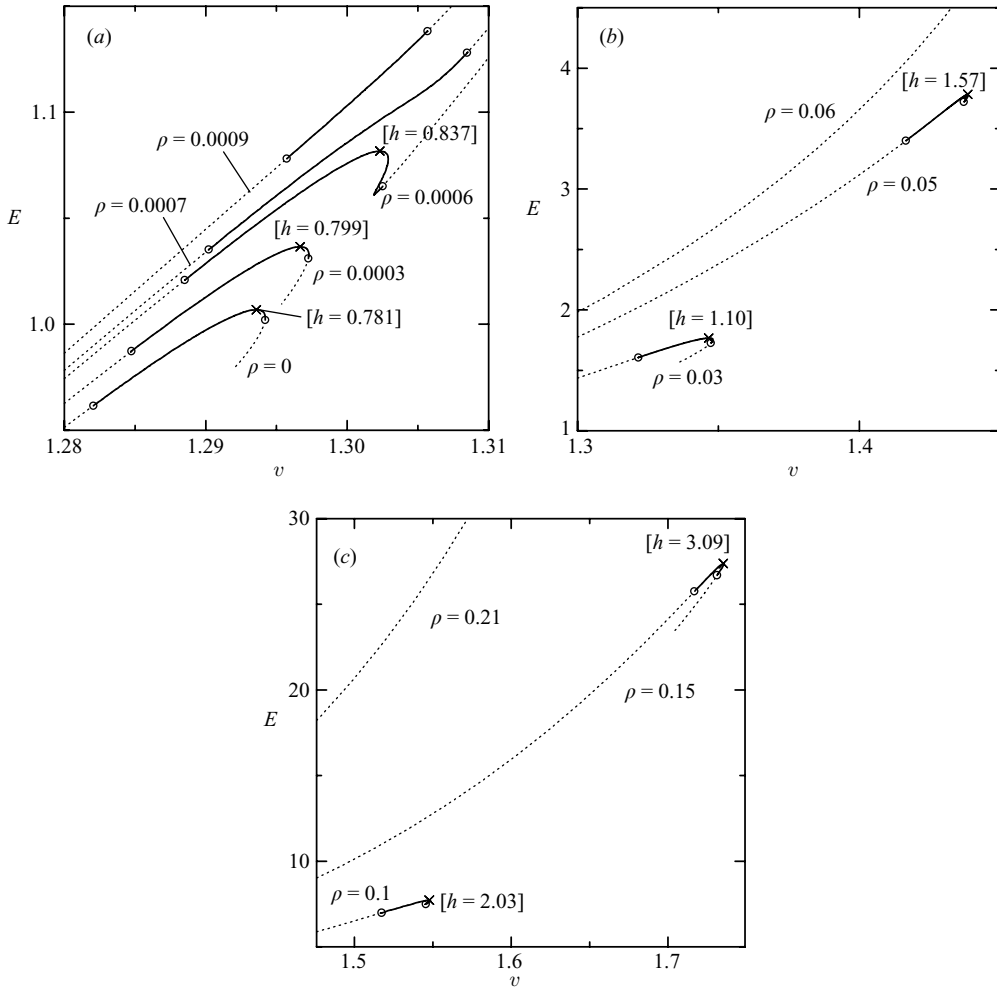 (a)
1.1
1.0
E
ρ = 0.0009
ρ = 0.0007
[h = 0.837]
ρ = 0.0006
[h = 0.799]
ρ = 0.0003
[h = 0.781]
ρ = 0
1.28
1.29
1.30
1.31
v
(b)
4
3
2
1
E
[h = 1.57]
ρ = 0.06
ρ = 0.05
[h = 1.10]
ρ = 0.03
1.3
1.4
v
(c)
30
20
10
E
[h = 3.09]
ρ = 0.21
ρ = 0.15
ρ = 0.1
[h = 2.03]
1.5
1.6
1.7
v